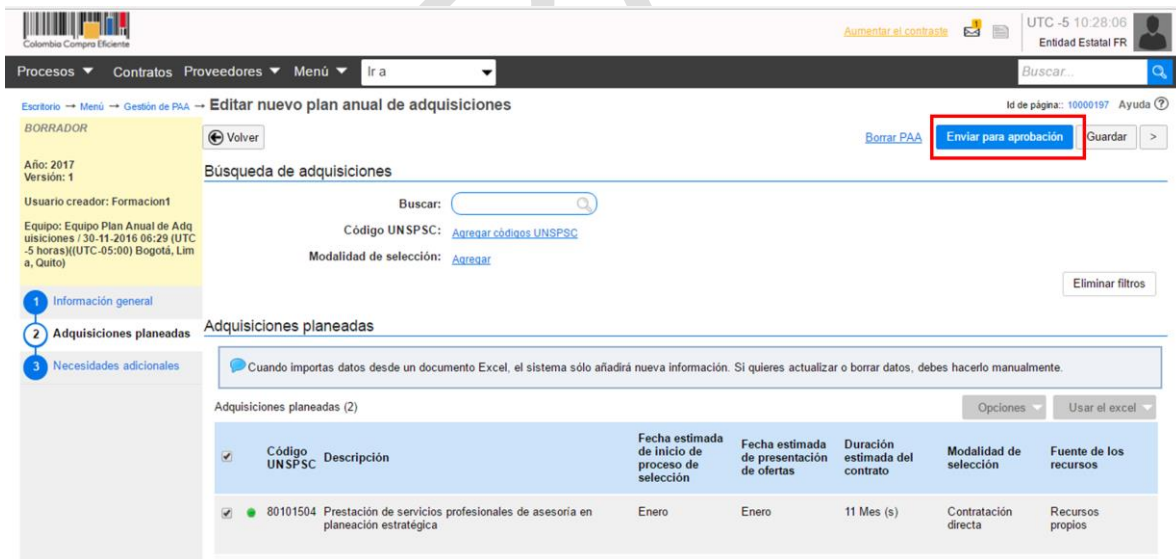 Colombia Compra Eficiente
Aumentar el contraste
UTC -5 10:28:06
Entidad Estatal FR
Procesos Contratos Proveedores Menú Ir a Buscar...
Escritorio → Menú → Gestión de PAA → Editar nuevo plan anual de adquisiciones Id de página:: 10000197 Ayuda ?
BORRADOR
Año: 2017
Versión: 1
Usuario creador: Formacion1
Equipo: Equipo Plan Anual de Adq
uisiciones / 30-11-2016 06:29 (UTC
-5 horas)((UTC-05:00) Bogotá, Lim
a, Quito)
1 Información general
2 Adquisiciones planeadas
3 Necesidades adicionales
Volver Borrar PAA Enviar para aprobación Guardar >
Búsqueda de adquisiciones
Buscar:
Código UNSPSC: Agregar códigos UNSPSC
Modalidad de selección: Agregar
Eliminar filtros
Adquisiciones planeadas
Cuando importas datos desde un documento Excel, el sistema sólo añadirá nueva información. Si quieres actualizar o borrar datos, debes hacerlo manualmente.
Adquisiciones planeadas (2) Opciones Usar el excel
Código
UNSPSC
Descripción
Fecha estimada
de inicio de
proceso de
selección
Fecha estimada
de presentación
de ofertas
Duración
estimada del
contrato
Modalidad de
selección
Fuente de los
recursos
80101504
Prestación de servicios profesionales de asesoría en
planeación estratégica
Enero
Enero
11 Mes (s)
Contratación
directa
Recursos
propios